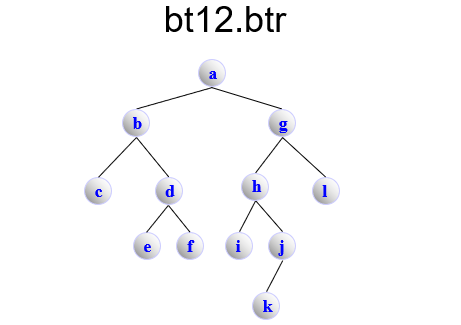 bt12.btr
a
b g
c d h l
e f i j
k